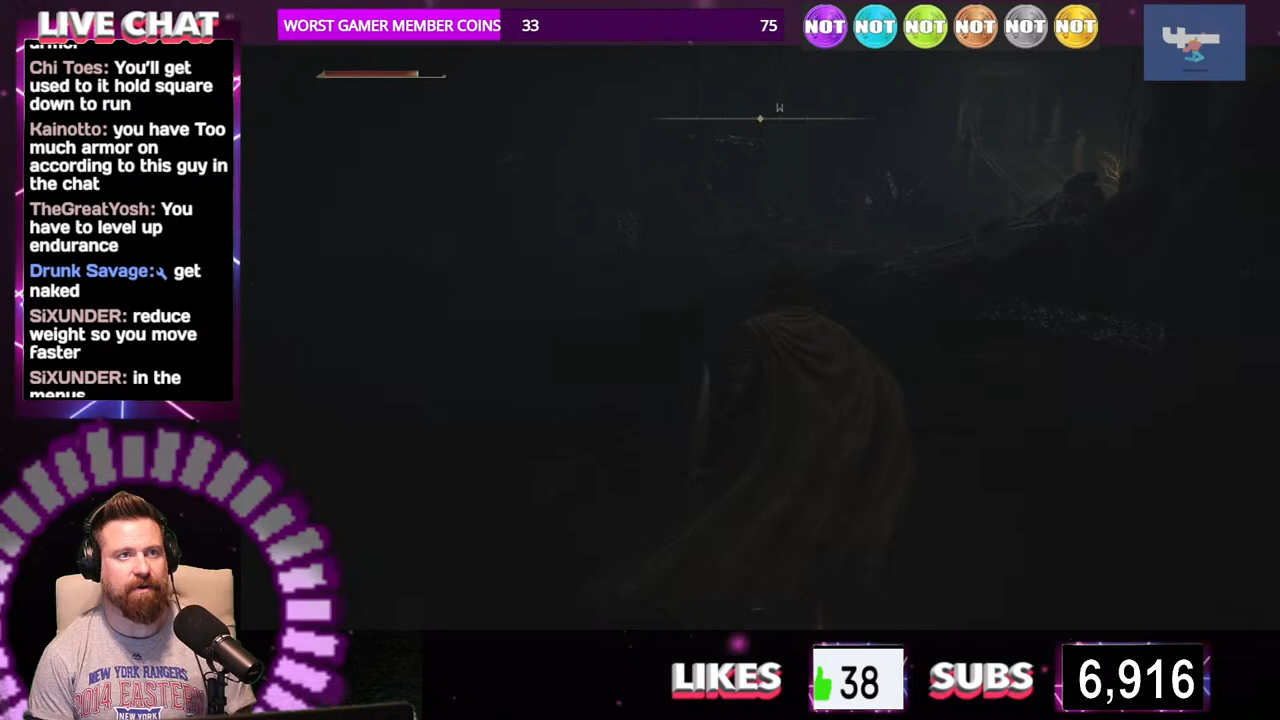 LIVE CHAT
armor
Chi Toes: You'll get
used to it hold square
down to run
Kainotto: you have Too
much armor on
according to this guy in
the chat
TheGreatYosh: You
have to level up
endurance
Drunk Savage: get
naked
SiXUNDER: reduce
weight so you move
faster
SiXUNDER: in the
menus
WORST GAMER MEMBER COINS 33 75
NOT NOT NOT NOT NOT NOT
W
NEW YORK RANGERS
2014 EASTERN
NEW YORK
LIKES 38 SUBS 6,916